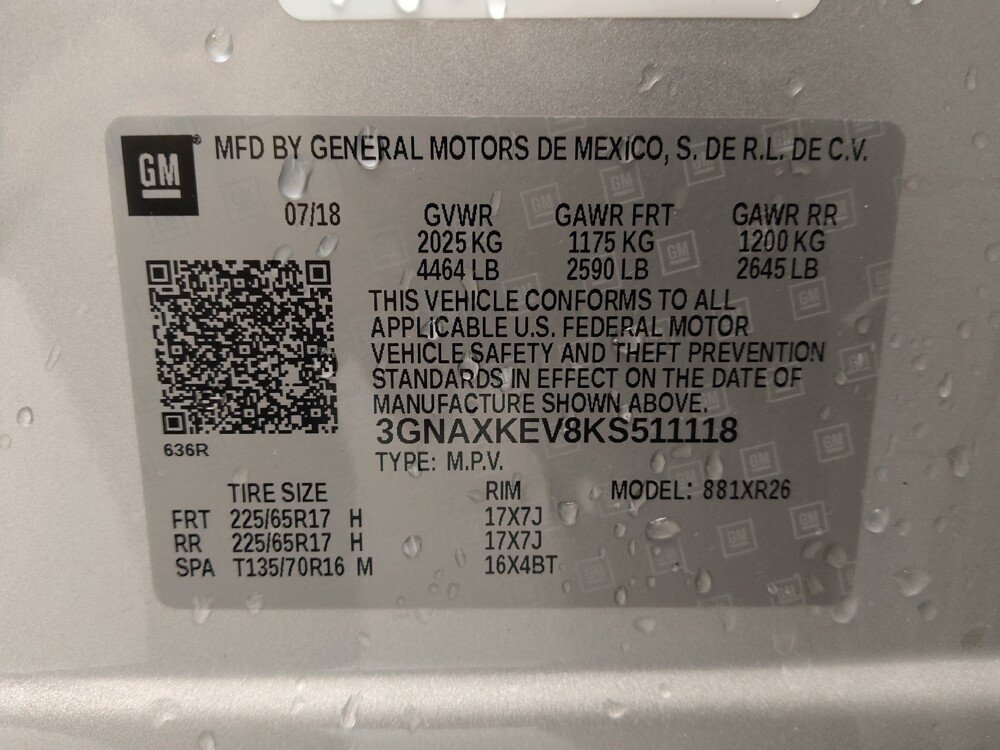 GM® MFD BY GENERAL MOTORS DE MEXICO, S. DE R.L. DE C.V.
07/18 GVWR GAWR FRT GAWR RR
2025 KG 1175 KG 1200 KG
4464 LB 2590 LB 2645 LB
THIS VEHICLE CONFORMS TO ALL
APPLICABLE U.S. FEDERAL MOTOR
VEHICLE SAFETY AND THEFT PREVENTION
STANDARDS IN EFFECT ON THE DATE OF
MANUFACTURE SHOWN ABOVE.
3GNAXKEV8KS511118
636R
TYPE: M.P.V.
TIRE SIZE RIM MODEL: 881XR26
FRT 225/65R17 H 17X7J
RR 225/65R17 H 17X7J
SPA T135/70R16 M 16X4BT